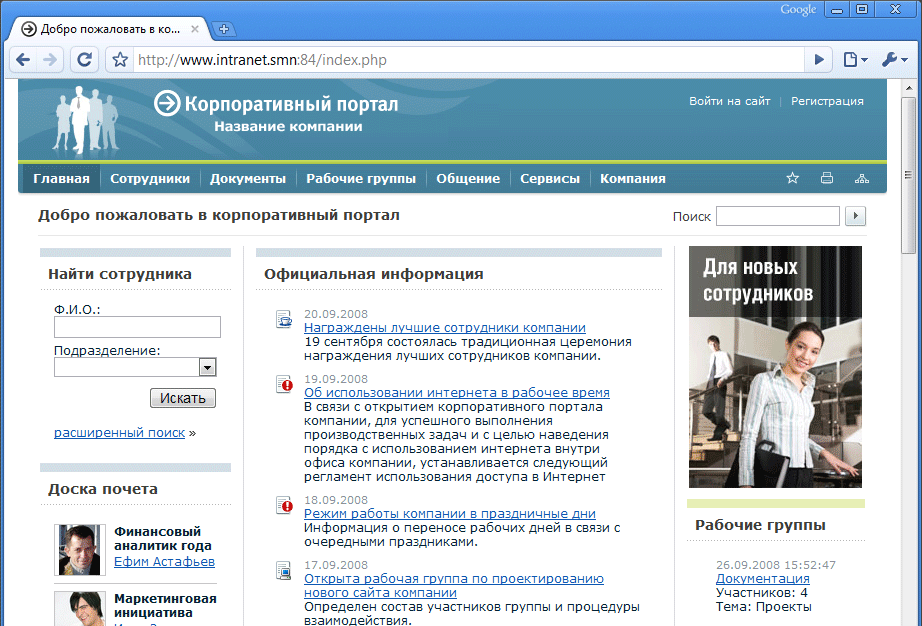 Google
Добро пожаловать в ко...
http://www.intranet.smn:84/index.php
Корпоративный портал
Название компании
Войти на сайт | Регистрация
Главная Сотрудники Документы Рабочие группы Общение Сервисы Компания
Добро пожаловать в корпоративный портал
Поиск
Найти сотрудника
Ф.И.О.:
Подразделение:
Искать
расширенный поиск »
Доска почета
Финансовый
аналитик года
Ефим Астафьев
Маркетинговая
инициатива
Официальная информация
20.09.2008
Награждены лучшие сотрудники компании
19 сентября состоялась традиционная церемония
награждения лучших сотрудников компании.
19.09.2008
Об использовании интернета в рабочее время
В связи с открытием корпоративного портала
компании, для успешного выполнения
производственных задач и с целью наведения
порядка с использованием интернета внутри
офиса компании, устанавливается следующий
регламент использования доступа в Интернет
18.09.2008
Режим работы компании в праздничные дни
Информация о переносе рабочих дней в связи с
очередными праздниками.
17.09.2008
Открыта рабочая группа по проектированию
нового сайта компании
Определен состав участников группы и процедуры
взаимодействия.
Для новых
сотрудников
Рабочие группы
26.09.2008 15:52:47
Документация
Участников: 4
Тема: Проекты